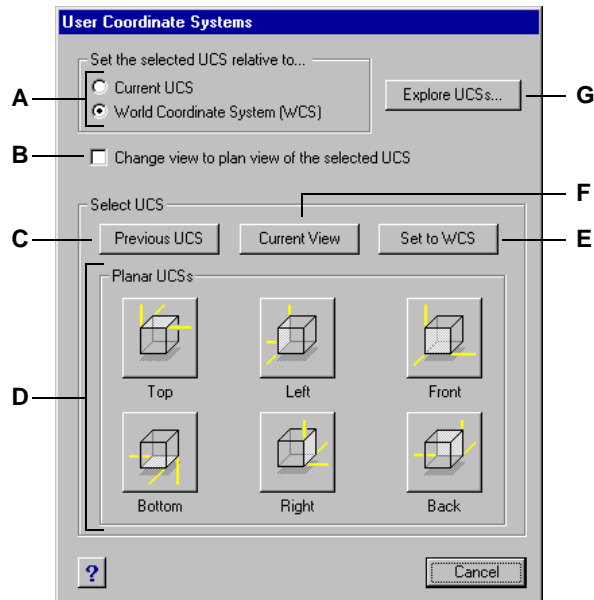 User Coordinate Systems
Set the selected UCS relative to...
A
Current UCS
World Coordinate System (WCS)
Explore UCSs...
G
B
Change view to plan view of the selected UCS
F
Select UCS
C
Previous UCS
Current View
Set to WCS
E
Planar UCSs
Top
Left
Front
D
Bottom
Right
Back
?
Cancel